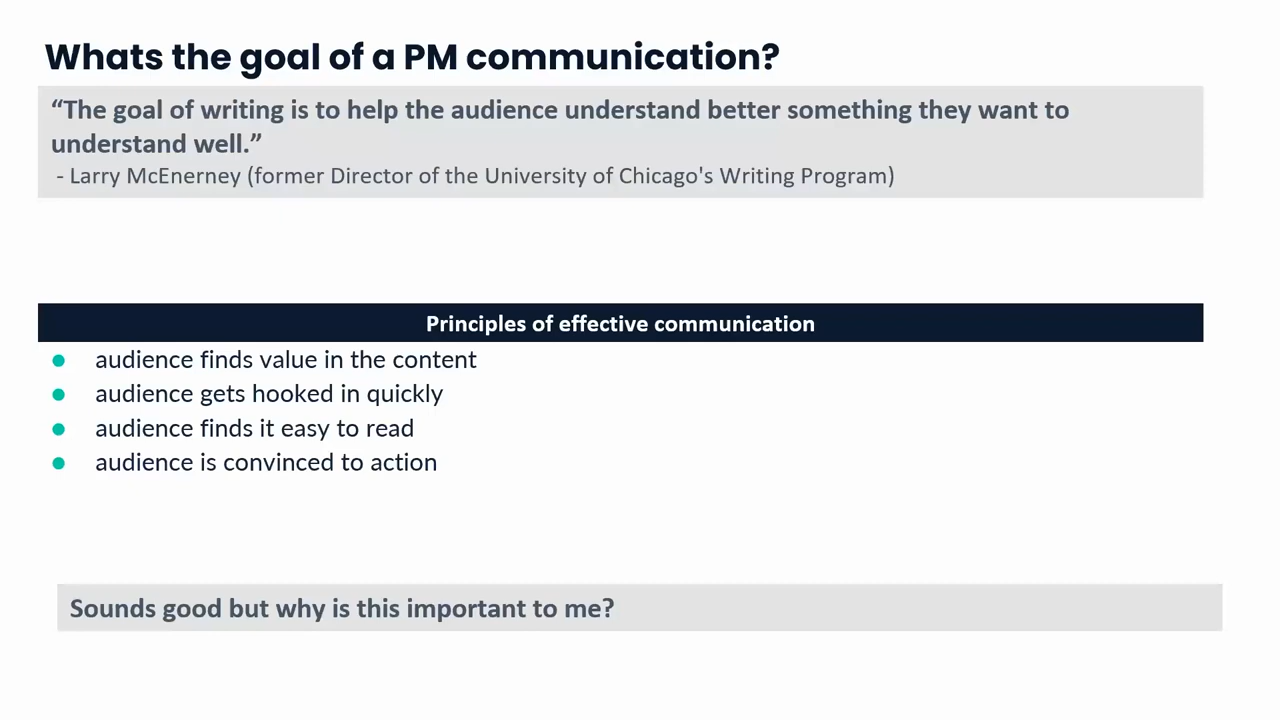 Whats the goal of a PM communication?
“The goal of writing is to help the audience understand better something they want to
understand well.”
- Larry McEnerney (former Director of the University of Chicago's Writing Program)
Principles of effective communication
● audience finds value in the content
● audience gets hooked in quickly
● audience finds it easy to read
● audience is convinced to action
Sounds good but why is this important to me?